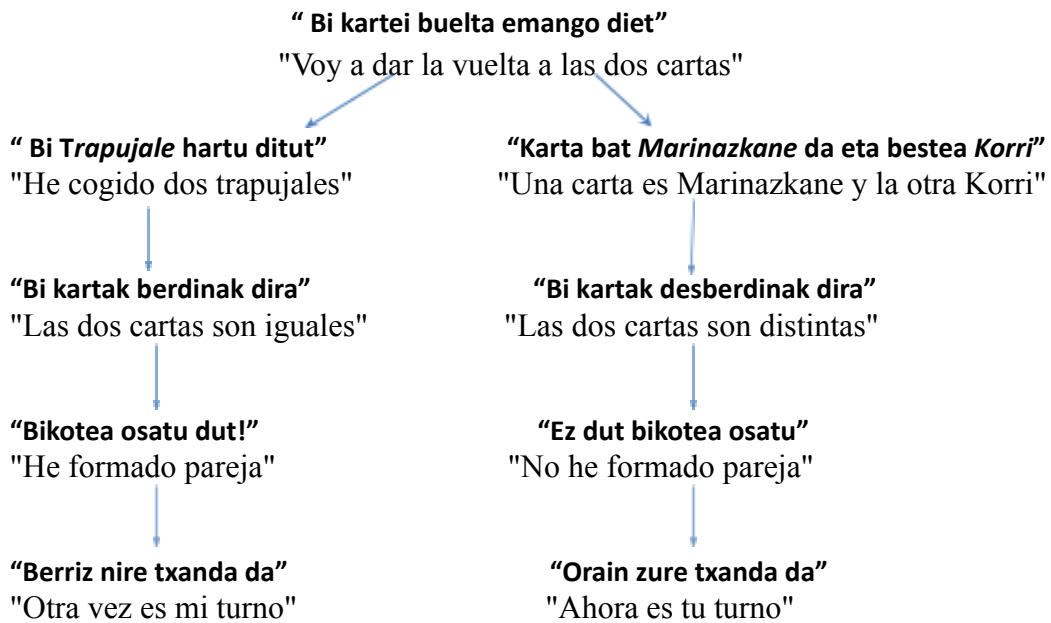 “ Bi kartei buelta emango diet”
"Voy a dar la vuelta a las dos cartas"
“ Bi Trapujale hartu ditut”
"He cogido dos trapujales"
“Karta bat Marinazkane da eta bestea Korri”
"Una carta es Marinazkane y la otra Korri"
“Bi kartak berdinak dira”
"Las dos cartas son iguales"
“Bi kartak desberdinak dira”
"Las dos cartas son distintas"
“Bikotea osatu dut!”
"He formado pareja"
“Ez dut bikotea osatu”
"No he formado pareja"
“Berriz nire txanda da”
"Otra vez es mi turno"
“Orain zure txanda da”
"Ahora es tu turno"